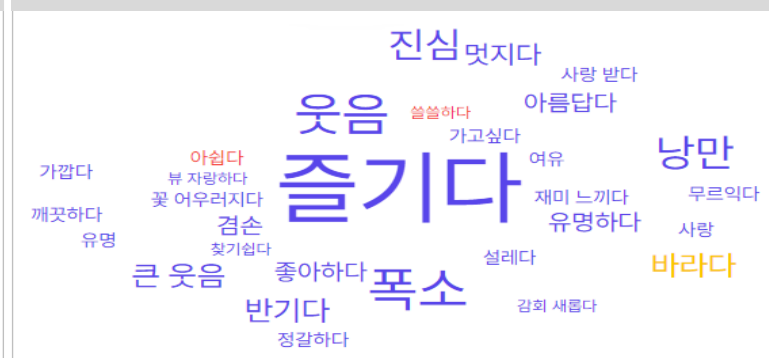 진심
멋지다
사랑 받다
웃음
쓸쓸하다
아름답다
가고싶다
낭만
아쉽다
즐기다
여유
가깝다
뷰 자랑하다
꽃 어우러지다
재미 느끼다
무르익다
깨끗하다
겸손
유명하다
유명
찾기쉽다
사랑
큰 웃음
좋아하다
폭소
설레다
바라다
반기다
감회 새롭다
정갈하다